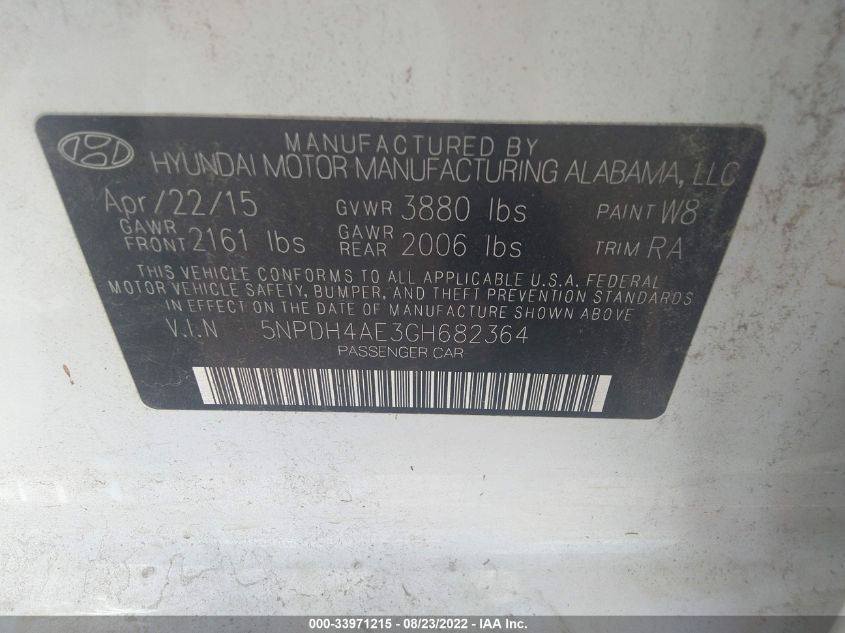 MANUFACTURED BY
HYUNDAI MOTOR MANUFACTURING ALABAMA, LLC
Apr/22/15 GVWR 3880 lbs PAINT W8
GAWR FRONT 2161 lbs GAWR REAR 2006 lbs TRIM RA
THIS VEHICLE CONFORMS TO ALL APPLICABLE U.S.A. FEDERAL
MOTOR VEHICLE SAFETY, BUMPER, AND THEFT PREVENTION STANDARDS
IN EFFECT ON THE DATE OF MANUFACTURE SHOWN ABOVE
V.I.N 5NPDH4AE3GH682364
PASSENGER CAR
000-33971215 - 08/23/2022 - IAA Inc.